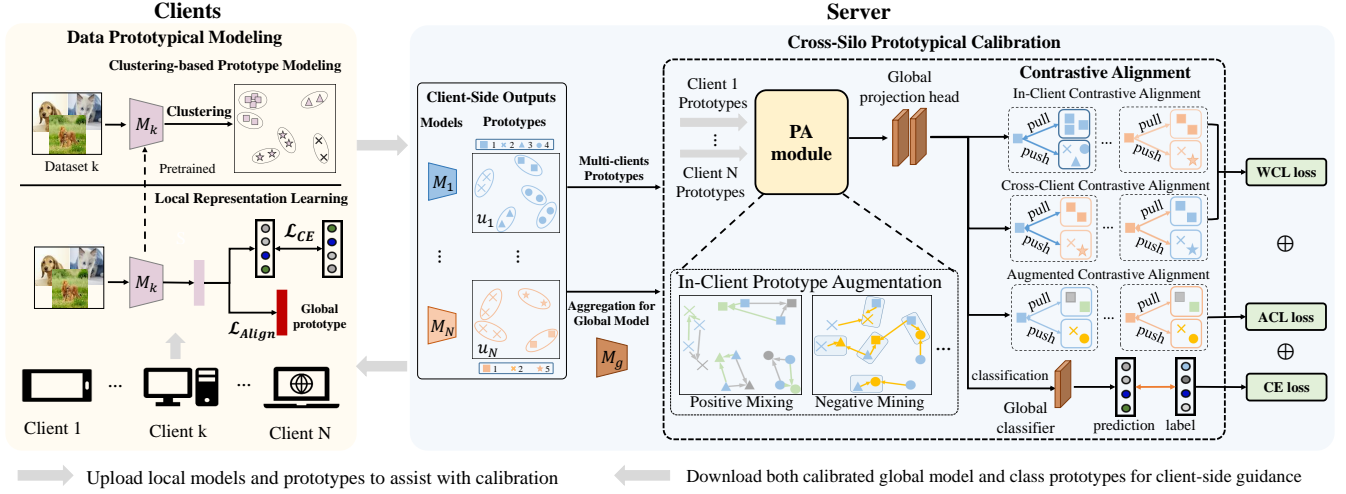 Clients
Server
Data Prototypical Modeling
Clustering-based Prototype Modeling
M_k
Clustering
Dataset k
Pretrained
Local Representation Learning
M_k
ℒ_CE
ℒ_Align
Global
prototype
Client 1
...
Client k
...
Client N
Client-Side Outputs
Models
Prototypes
1 2 3 4
M_1
u_1
M_N
u_N
1 2 5
Multi-clients
Prototypes
Aggregation for
Global Model
M_g
Cross-Silo Prototypical Calibration
Client 1
Prototypes
Client N
Prototypes
PA
module
Global
projection head
In-Client Prototype Augmentation
Positive Mixing
Negative Mining
...
Contrastive Alignment
In-Client Contrastive Alignment
pull
push
...
pull
push
Cross-Client Contrastive Alignment
pull
push
...
pull
push
Augmented Contrastive Alignment
pull
push
...
pull
push
classification
Global
classifier
prediction
label
WCL loss
⊕
ACL loss
⊕
CE loss
Upload local models and prototypes to assist with calibration
Download both calibrated global model and class prototypes for client-side guidance